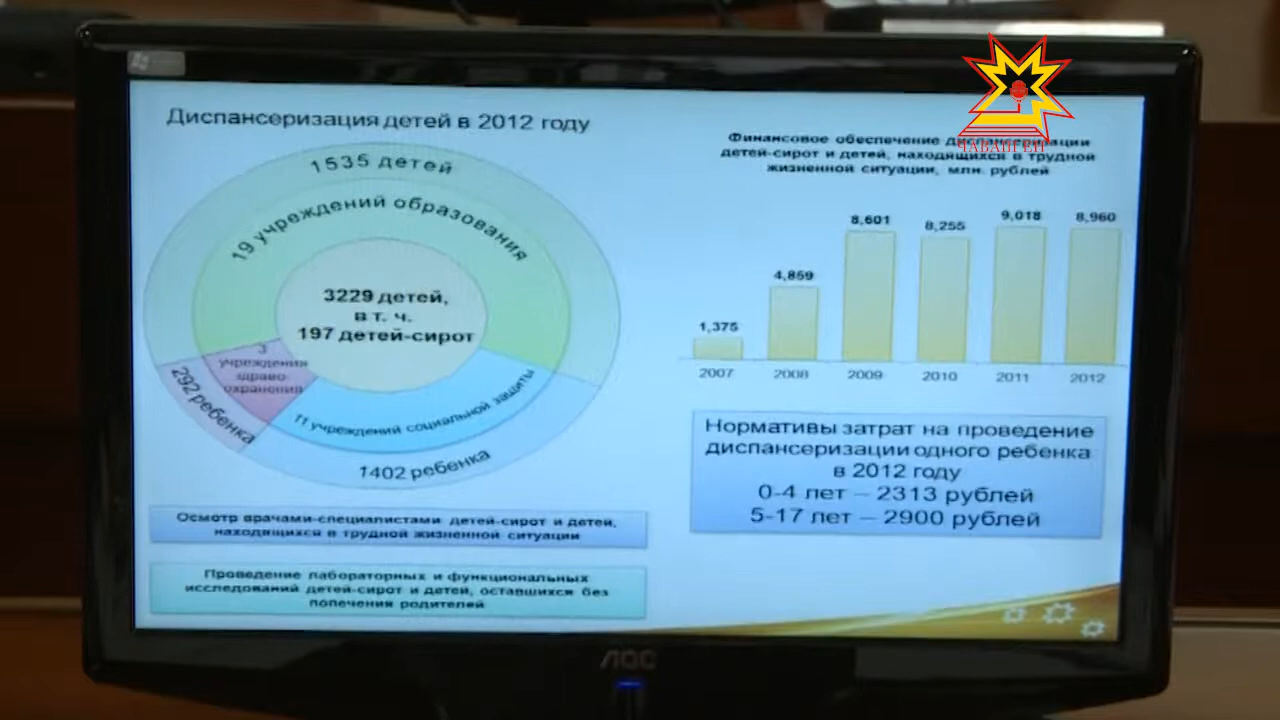 Диспансеризация детей в 2012 году
1535 детей
19 учреждений образования
3229 детей,
в т. ч.
197 детей-сирот
3
учреждения
здраво-
охранения
292 ребенка
11 учреждений социальной защиты
1402 ребенка
Осмотр врачами-специалистами детей-сирот и детей,
находящихся в трудной жизненной ситуации
Проведение лабораторных и функциональных
исследований детей-сирот и детей, оставшихся без
попечения родителей
Финансовое обеспечение диспансеризации
детей-сирот и детей, находящихся в трудной
жизненной ситуации, млн. рублей
1,375
4,859
8,601
8,255
9,018
8,960
2007
2008
2009
2010
2011
2012
Нормативы затрат на проведение
диспансеризации одного ребенка
в 2012 году
0-4 лет – 2313 рублей
5-17 лет – 2900 рублей
AOC